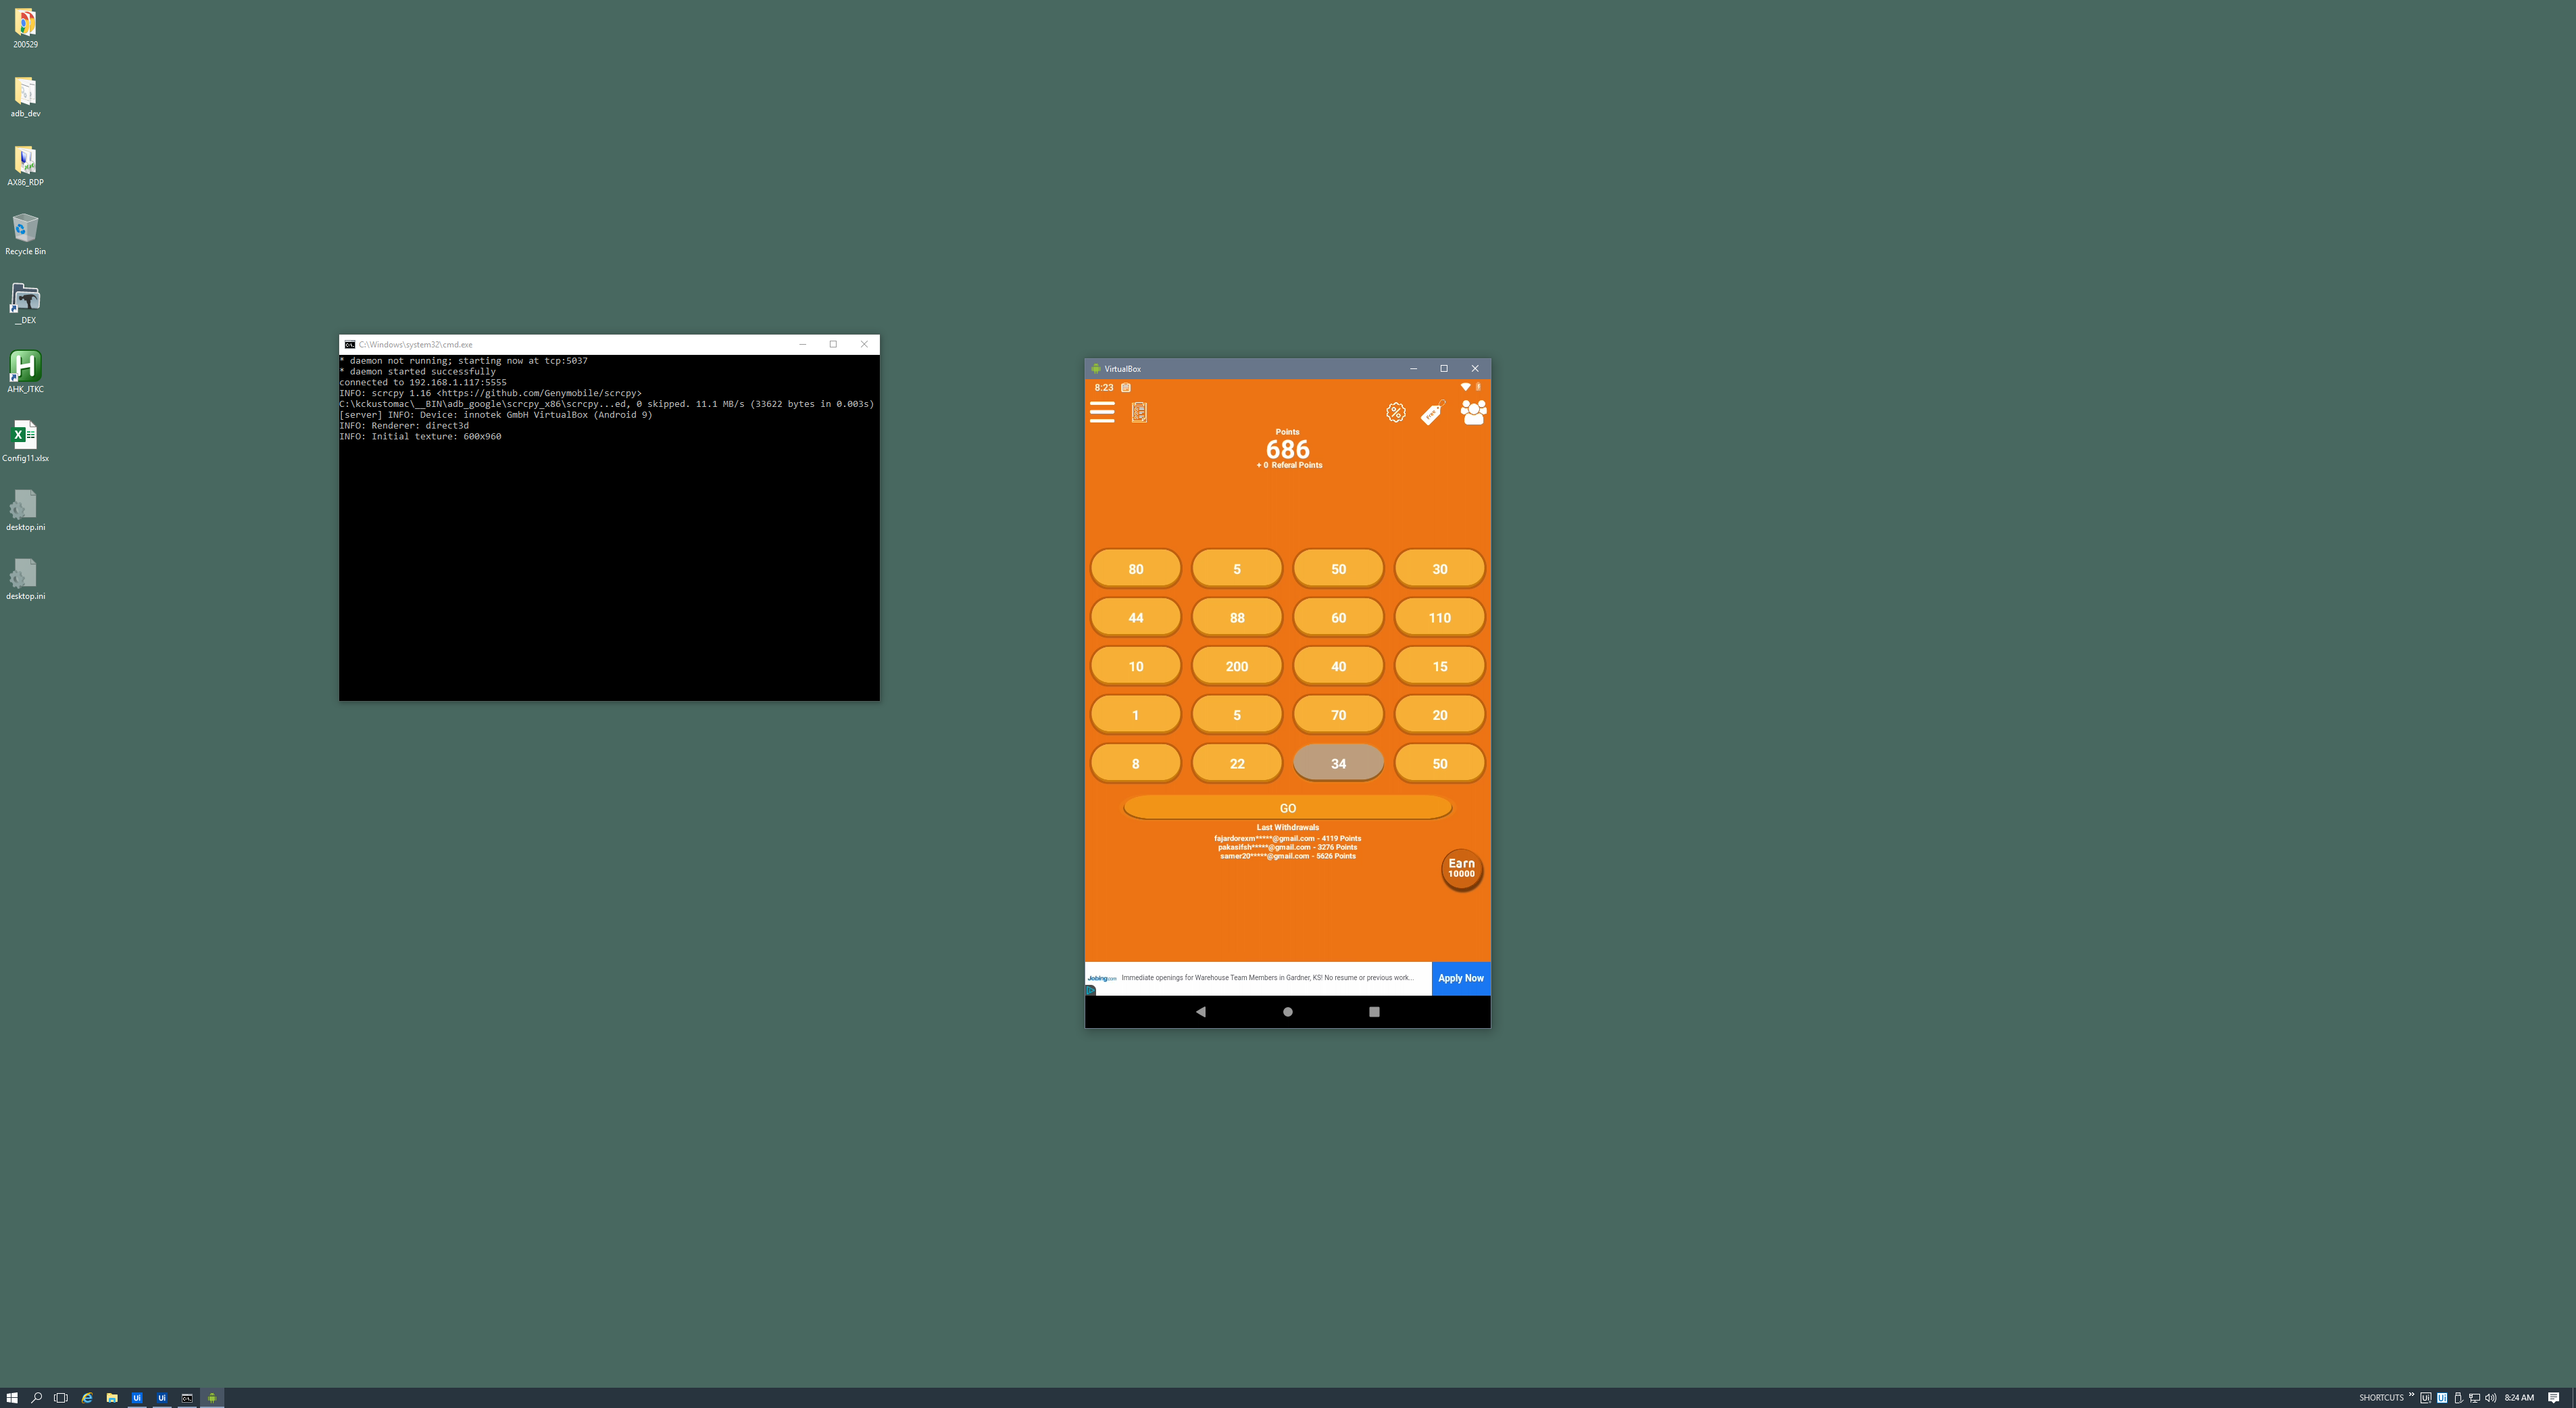 200529
adb_dev
AX86_RDP
Recycle Bin
__DEX
AHK_JTKC
Config11.xlsx
desktop.ini
desktop.ini
C:\Windows\system32\cmd.exe
* daemon not running; starting now at tcp:5037
* daemon started successfully
connected to 192.168.1.117:5555
INFO: scrcpy 1.16 <https://github.com/Genymobile/scrcpy>
C:\kckustomac\__BIN\adb_google\scrcpy_x86\scrcpy...ed, 0 skipped. 11.1 MB/s (33622 bytes in 0.003s)
[server] INFO: Device: innotek GmbH VirtualBox (Android 9)
INFO: Renderer: direct3d
INFO: Initial texture: 600x960
VirtualBox
8:23
Points
686
+ 0 Referal Points
80 5 50 30
44 88 60 110
10 200 40 15
1 5 70 20
8 22 34 50
GO
Last Withdrawals
fajardorexm*****@gmail.com - 4119 Points
pakasifsh*****@gmail.com - 3276 Points
samer20*****@gmail.com - 5626 Points
Earn
10000
Jobing.com Immediate openings for Warehouse Team Members in Gardner, KS! No resume or previous work... Apply Now
SHORTCUTS 8:24 AM